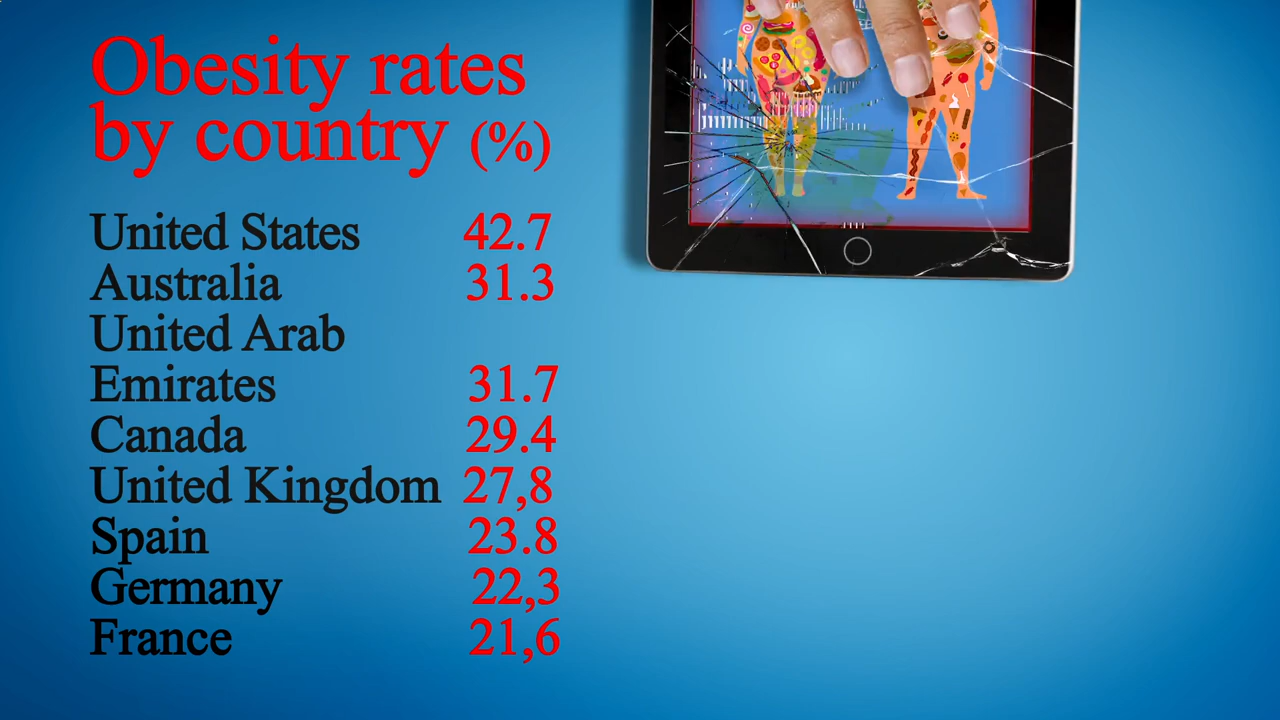 Obesity rates
by country (%)
United States 42.7
Australia 31.3
United Arab
Emirates 31.7
Canada 29.4
United Kingdom 27,8
Spain 23.8
Germany 22,3
France 21,6